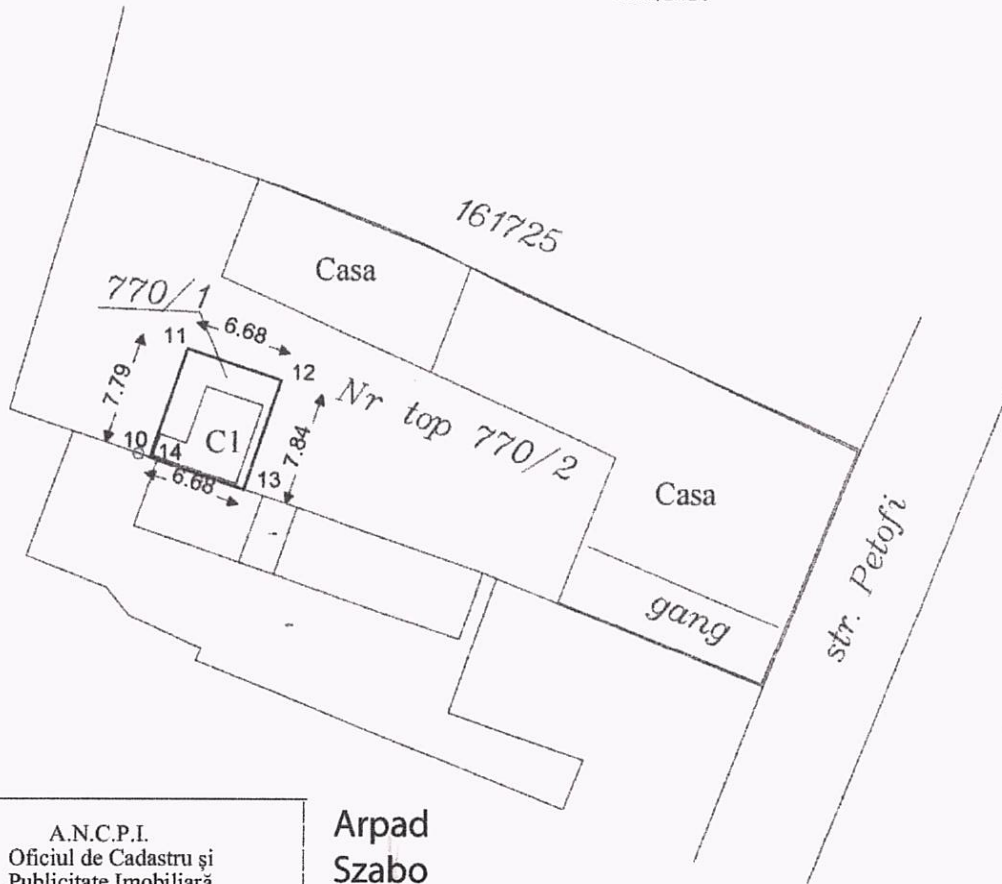 161725
Casa
770/1
11
6.68
12
7.79
Nr top 770/2
C1
7.84
10
14
13
6.68
Casa
gang
str. Petofi
A.N.C.P.I.
Oficiul de Cadastru și
Publicitate Imobiliară
Arpad
Szabo